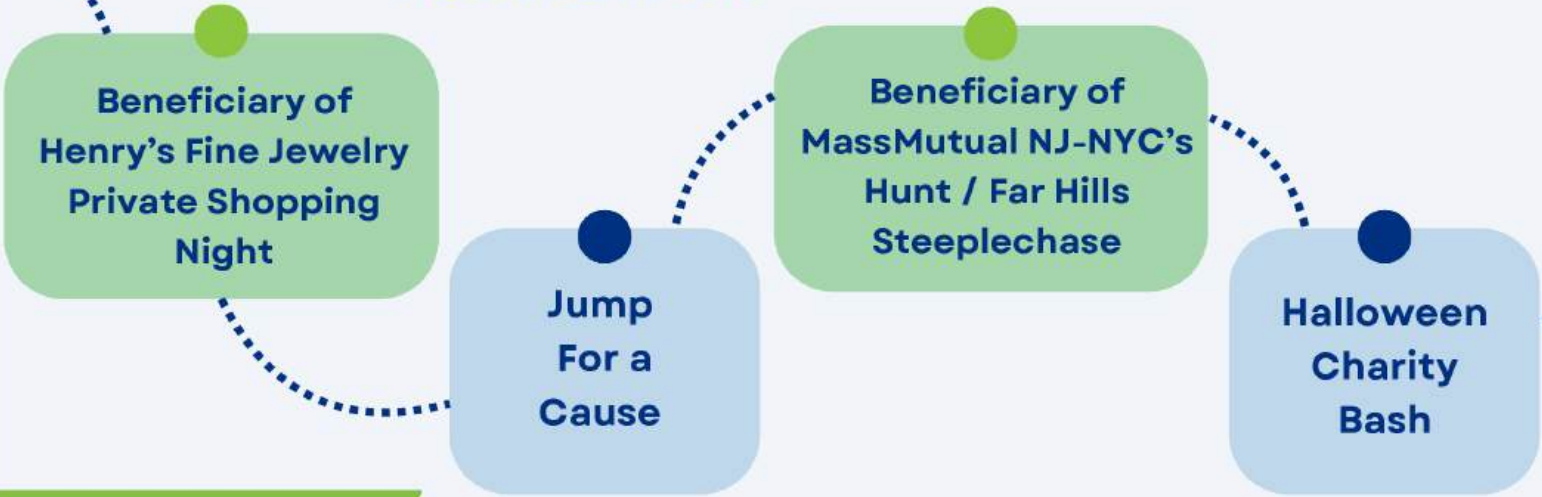 Beneficiary of
Henry's Fine Jewelry
Private Shopping
Night
Jump
For a
Cause
Beneficiary of
MassMutual NJ-NYC's
Hunt / Far Hills
Steeplechase
Halloween
Charity
Bash